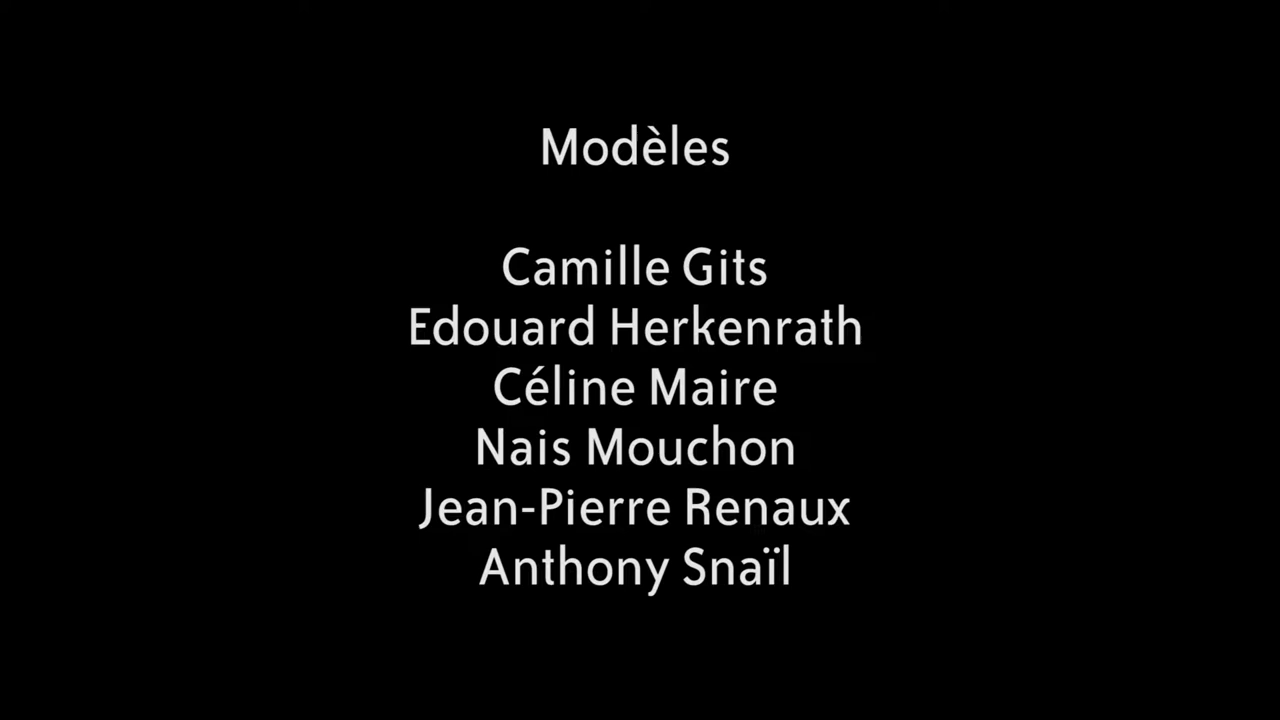 Modèles
Camille Gits
Edouard Herkenrath
Céline Maire
Nais Mouchon
Jean-Pierre Renaux
Anthony Snaïl